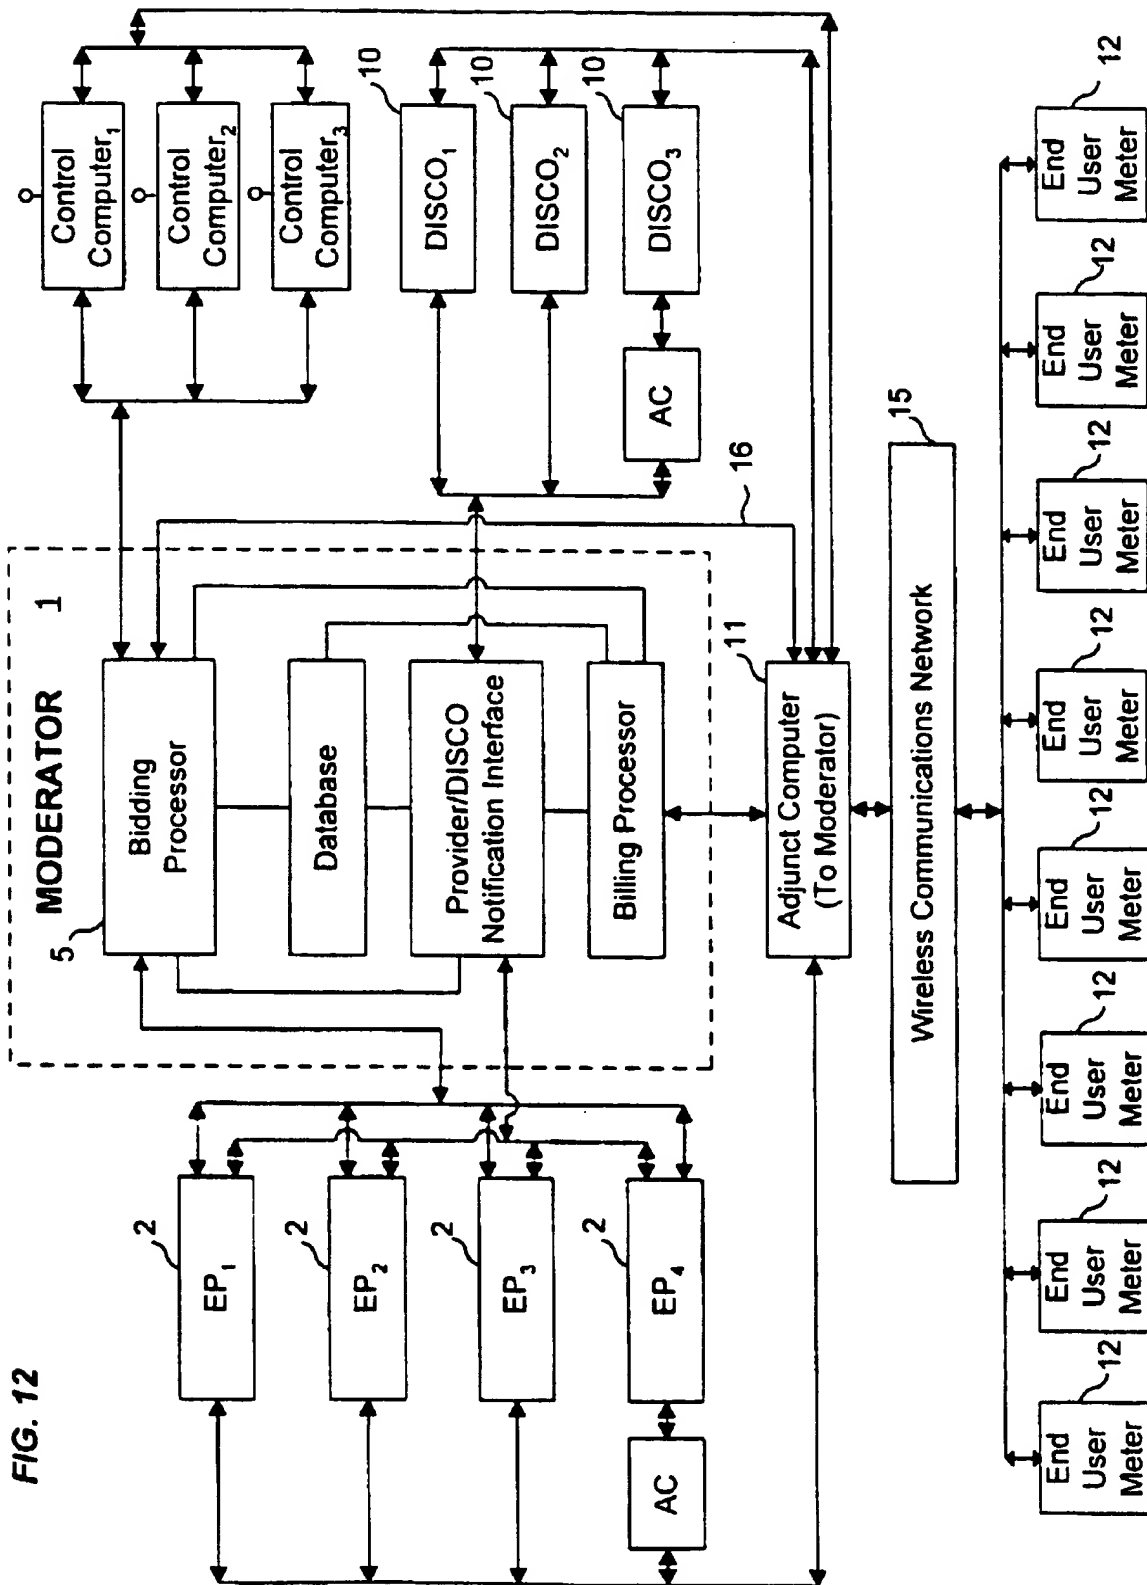 FIG. 12
MODERATOR
1
5
Bidding
Processor
Database
Provider/DISCO
Notification Interface
Billing Processor
2
EP1
2
EP2
2
EP3
2
EP4
AC
Control
Computer1
Control
Computer2
Control
Computer3
10
DISCO1
10
DISCO2
10
DISCO3
AC
16
11
Adjunct Computer
(To Moderator)
15
Wireless Communications Network
12
End
User
Meter
12
End
User
Meter
12
End
User
Meter
12
End
User
Meter
12
End
User
Meter
12
End
User
Meter
12
End
User
Meter
12
End
User
Meter